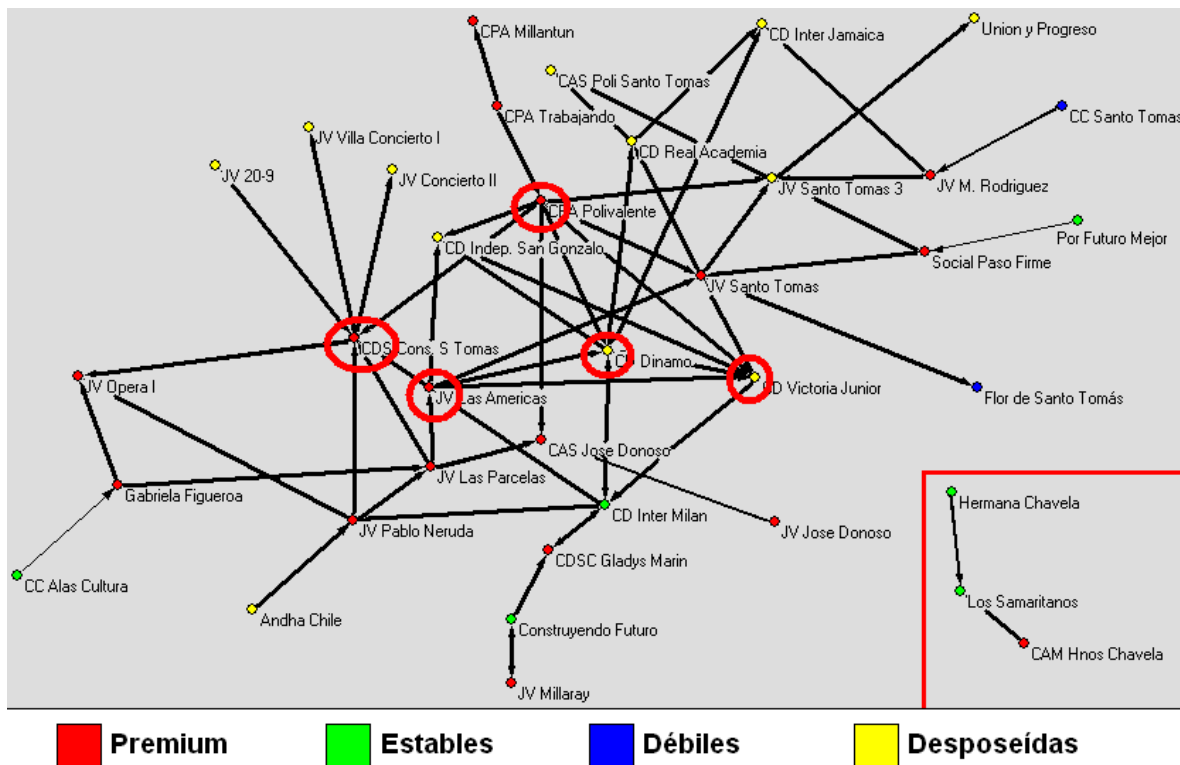 CPA Millantun
CD Inter Jamaica
Union y Progreso
CAS Poli Santo Tomas
CPA Trabajando
CC Santo Tomas
JV Villa Concierto I
CD Real Academia
JV 20-9
JV Concierto II
JV Santo Tomas 3
JV M. Rodriguez
CPA Polivalente
CD Indep. San Gonzalo
Por Futuro Mejor
Social Paso Firme
JV Santo Tomas
CDS Cons. S Tomas
CD Dinamo
JV Opera I
JV Las Americas
CD Victoria Junior
Flor de Santo Tomás
CAS Jose Donoso
JV Las Parcelas
Gabriela Figueroa
Hermana Chavela
CD Inter Milan
JV Pablo Neruda
JV Jose Donoso
CDSC Gladys Marin
CC Alas Cultura
Los Samaritanos
Andha Chile
Construyendo Futuro
CAM Hnos Chavela
JV Millaray
Premium
Estables
Débiles
Desposeídas